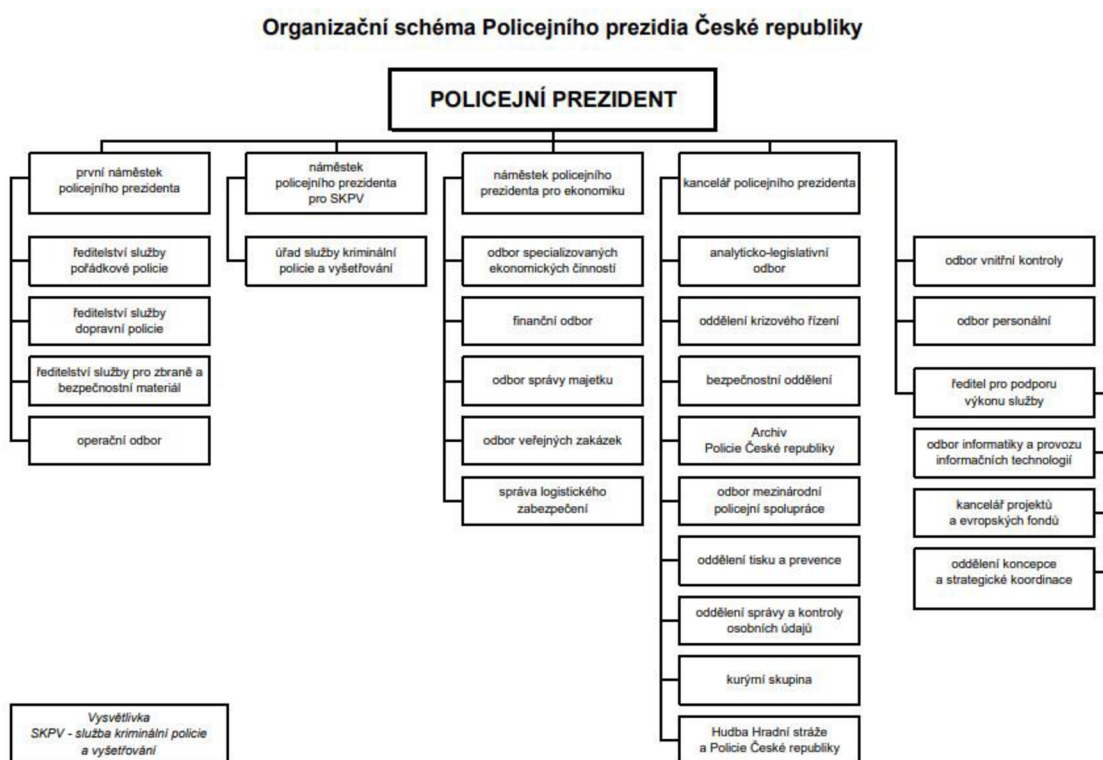 Organizační schéma Policejního prezidia České republiky
POLICEJNÍ PREZIDENT
první náměstek
policejního prezidenta
ředitelství služby
pořádkové policie
ředitelství služby
dopravní policie
ředitelství služby pro zbraně a
bezpečnostní materiál
operační odbor
náměstek
policejního prezidenta
pro SKPV
úřad služby kriminální
policie a vyšetřování
náměstek policejního
prezidenta pro ekonomiku
odbor specializovaných
ekonomických činností
finanční odbor
odbor správy majetku
odbor veřejných zakázek
správa logistického
zabezpečení
kancelář policejního prezidenta
analyticko-legislativní
odbor
oddělení krizového řízení
bezpečnostní oddělení
Archiv
Policie České republiky
odbor mezinárodní
policejní spolupráce
oddělení tisku a prevence
oddělení správy a kontroly
osobních údajů
kurýrní skupina
Hudba Hradní stráže
a Policie České republiky
odbor vnitřní kontroly
odbor personální
ředitel pro podporu
výkonu služby
odbor informatiky a provozu
informačních technologií
kancelář projektů
a evropských fondů
oddělení koncepce
a strategické koordinace
Vysvětlivka
SKPV - služba kriminální policie
a vyšetřování